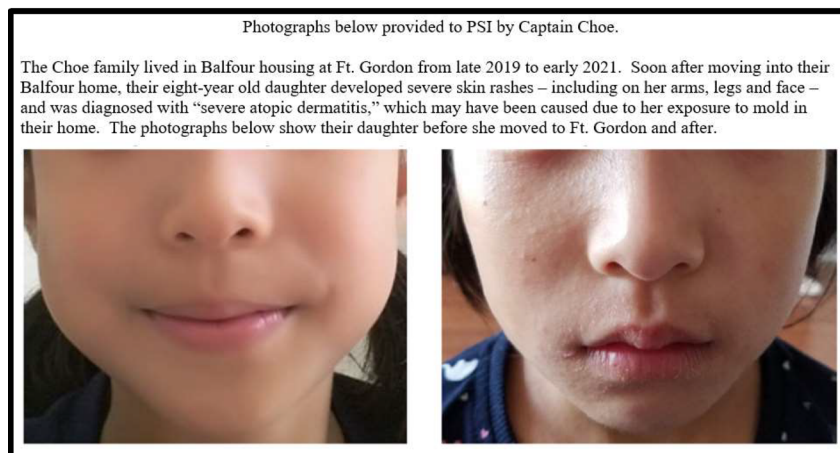 Photographs below provided to PSI by Captain Choe.
The Choe family lived in Balfour housing at Ft. Gordon from late 2019 to early 2021.  Soon after moving into their
Balfour home, their eight-year old daughter developed severe skin rashes – including on her arms, legs and face –
and was diagnosed with “severe atopic dermatitis,” which may have been caused due to her exposure to mold in
their home.  The photographs below show their daughter before she moved to Ft. Gordon and after.